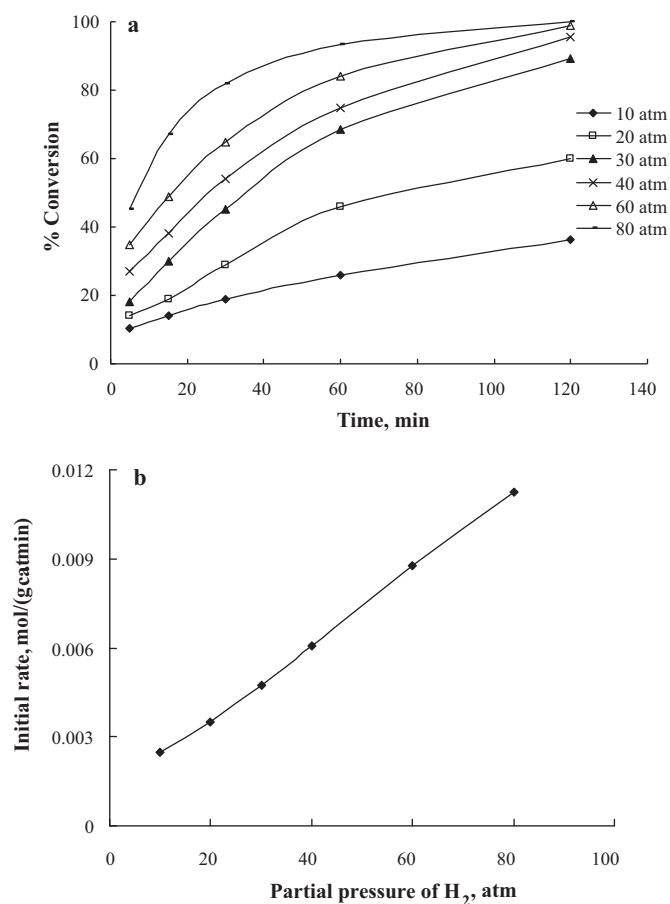 a
100
80
60
40
20
0
% Conversion
0 20 40 60 80 100 120 140
Time, min
10 atm
20 atm
30 atm
40 atm
60 atm
80 atm
b
0.012
0.009
0.006
0.003
0
Initial rate, mol/(gcatmin)
0 20 40 60 80 100
Partial pressure of H₂, atm